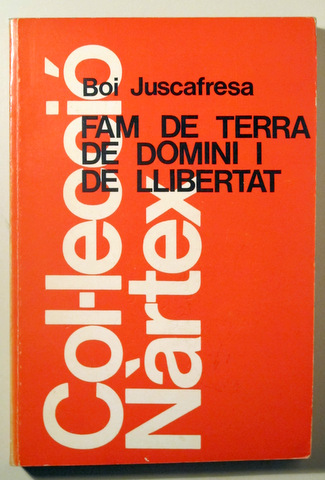 Boi Juscafresa
FAM DE TERRA
DE DOMINI I
DE LLIBERTAT
Col·lecció
Nàrtex